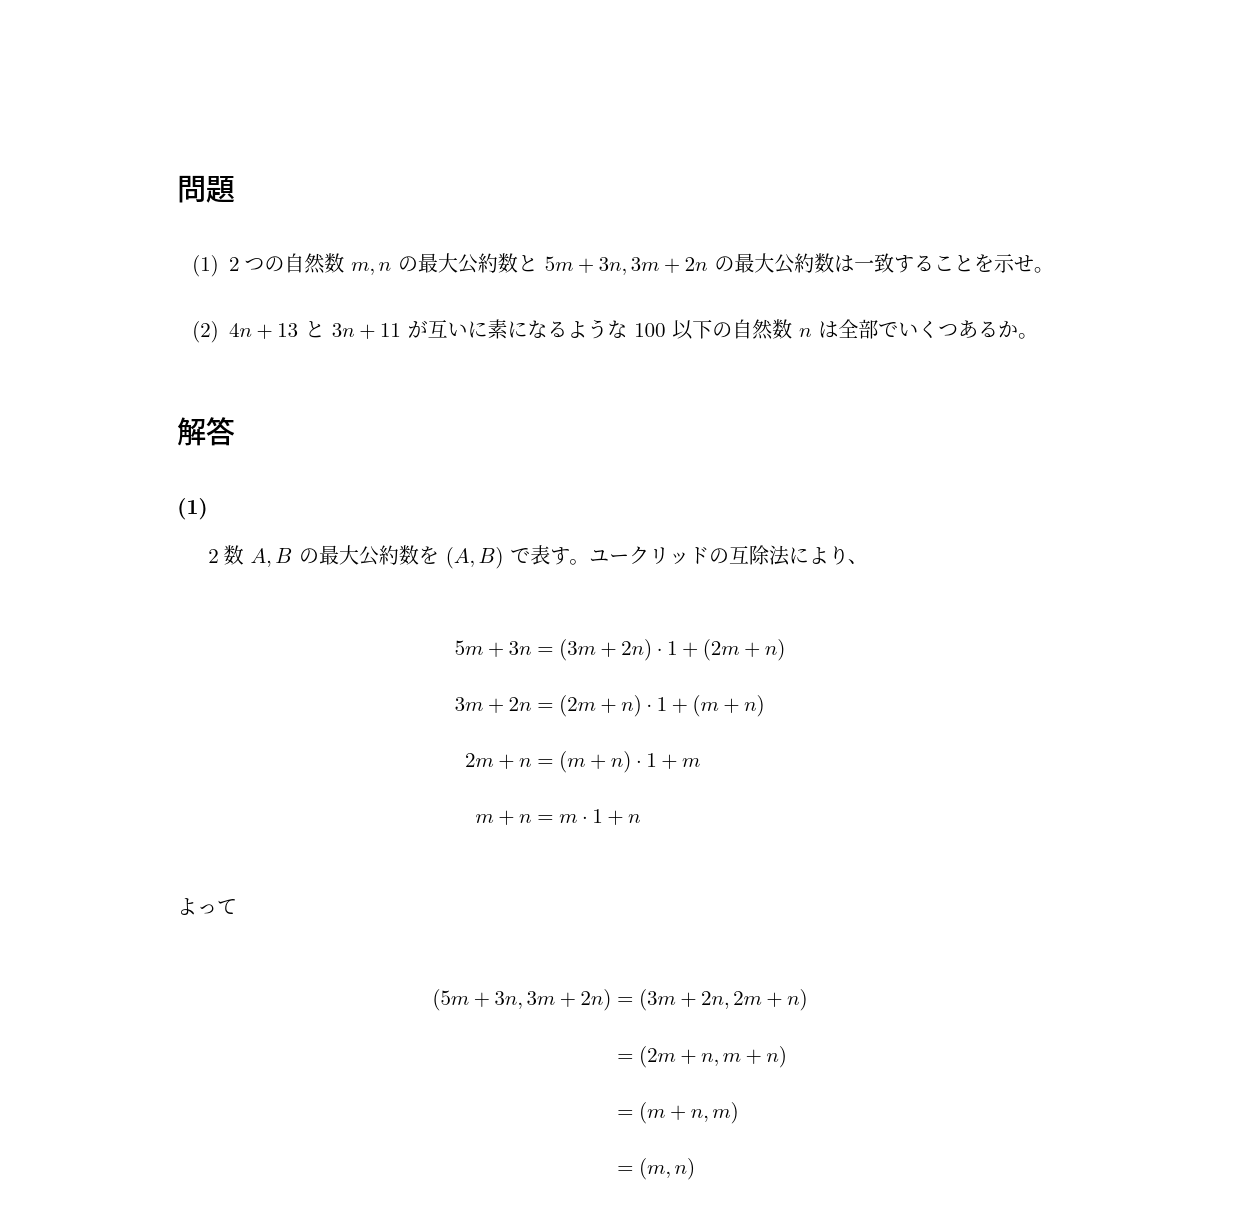 問題
(1) 2 つの自然数 m, n の最大公約数と 5m + 3n, 3m + 2n の最大公約数は一致することを示せ。
(2) 4n + 13 と 3n + 11 が互いに素になるような 100 以下の自然数 n は全部でいくつあるか。
解答
(1)
2 数 A, B の最大公約数を (A, B) で表す。ユークリッドの互除法により、
5m + 3n = (3m + 2n) · 1 + (2m + n)
3m + 2n = (2m + n) · 1 + (m + n)
2m + n = (m + n) · 1 + m
m + n = m · 1 + n
よって
(5m + 3n, 3m + 2n) = (3m + 2n, 2m + n)
= (2m + n, m + n)
= (m + n, m)
= (m, n)